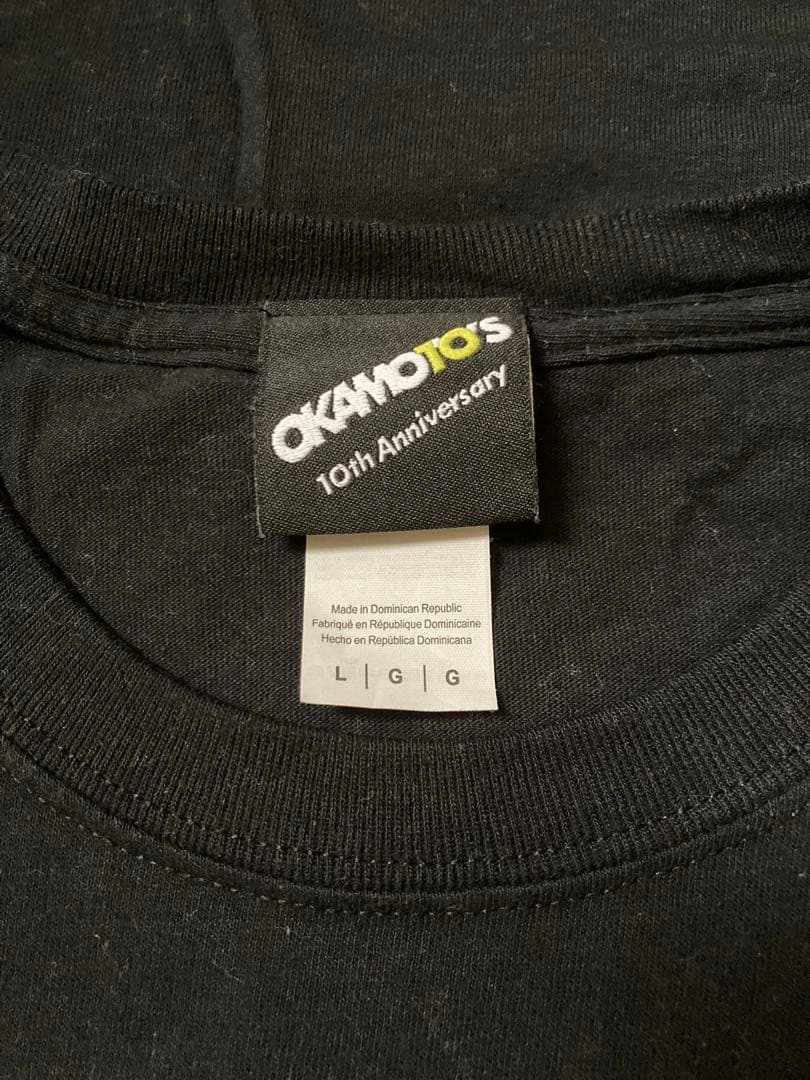 OKAMOTO'S
10th Anniversary
Made in Dominican Republic
Fabriqué en République Dominicaine
Hecho en República Dominicana
L | G | G